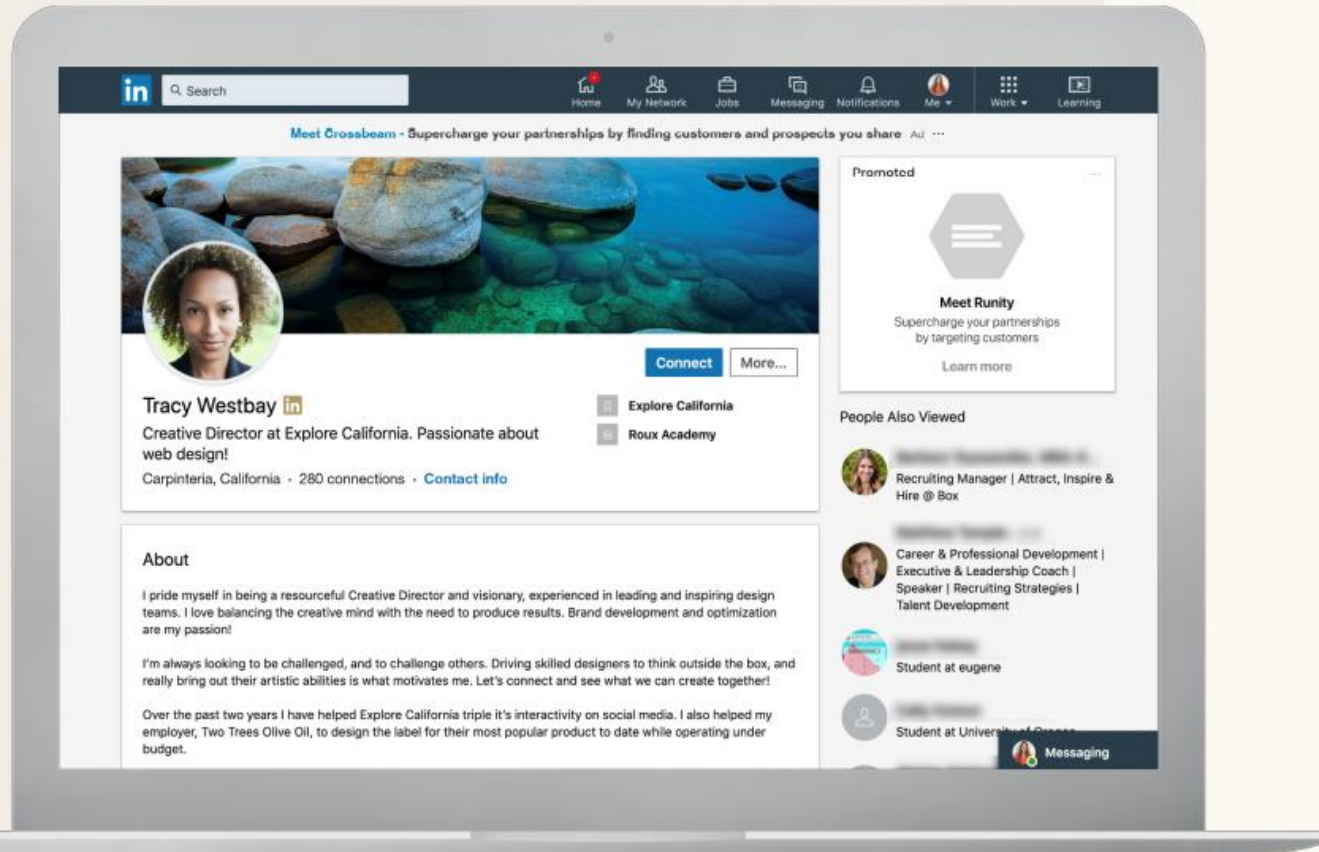 in
Search
Home
My Network
Jobs
Messaging
Notifications
Me
Work
Learning
Meet Crossbeam - Supercharge your partnerships by finding customers and prospects you share Ad ...
Connect
More...
Tracy Westbay in
Creative Director at Explore California. Passionate about
web design!
Carpinteria, California · 280 connections · Contact info
Explore California
Roux Academy
About
I pride myself in being a resourceful Creative Director and visionary, experienced in leading and inspiring design
teams. I love balancing the creative mind with the need to produce results. Brand development and optimization
are my passion!
I'm always looking to be challenged, and to challenge others. Driving skilled designers to think outside the box, and
really bring out their artistic abilities is what motivates me. Let's connect and see what we can create together!
Over the past two years I have helped Explore California triple it's interactivity on social media. I also helped my
employer, Two Trees Olive Oil, to design the label for their most popular product to date while operating under
budget.
Promoted ...
Meet Runity
Supercharge your partnerships
by targeting customers
Learn more
People Also Viewed
Recruiting Manager | Attract, Inspire &
Hire @ Box
Career & Professional Development |
Executive & Leadership Coach |
Speaker | Recruiting Strategies |
Talent Development
Student at eugene
Student at University of Oregon
Messaging